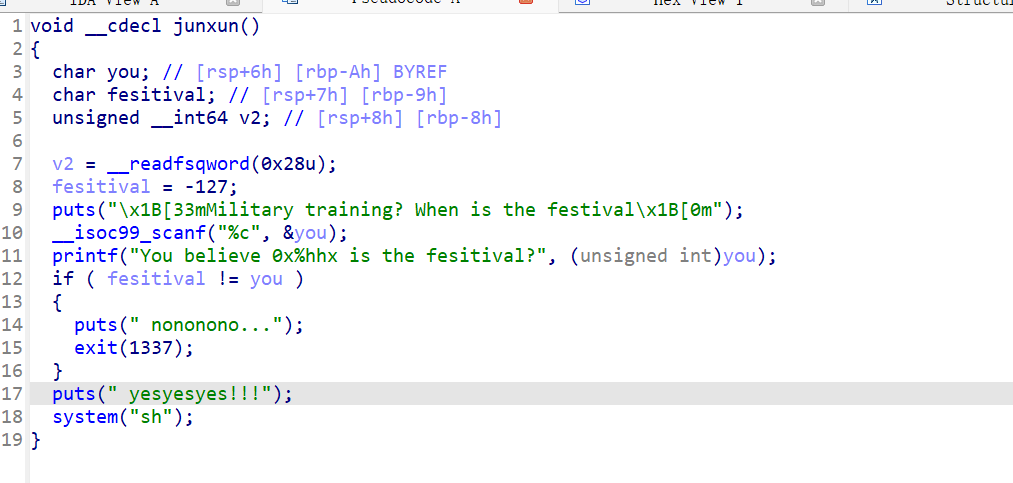 IDA View A Pseudocode A Hex View 1
1 void __cdecl junxun()
2 {
3 char you; // [rsp+6h] [rbp-Ah] BYREF
4 char fesitival; // [rsp+7h] [rbp-9h]
5 unsigned __int64 v2; // [rsp+8h] [rbp-8h]
6
7 v2 = __readfsqword(0x28u);
8 fesitival = -127;
9 puts("\x1B[33mMilitary training? When is the festival\x1B[0m");
10 __isoc99_scanf("%c", &you);
11 printf("You believe 0x%hhx is the fesitival?", (unsigned int)you);
12 if ( fesitival != you )
13 {
14 puts(" nononono...");
15 exit(1337);
16 }
17 puts(" yesyesyes!!!");
18 system("sh");
19 }